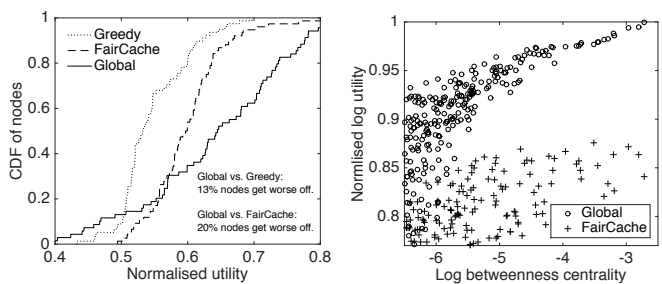 1
0.8
0.6
0.4
0.2
0
0.4 0.5 0.6 0.7 0.8
CDF of nodes
Normalised utility
Greedy
FairCache
Global
Global vs. Greedy:
13% nodes get worse off.
Global vs. FairCache:
20% nodes get worse off.
1
0.95
0.9
0.85
0.8
-6 -5 -4 -3
Normlised log utility
Log betweenness centrality
Global
FairCache